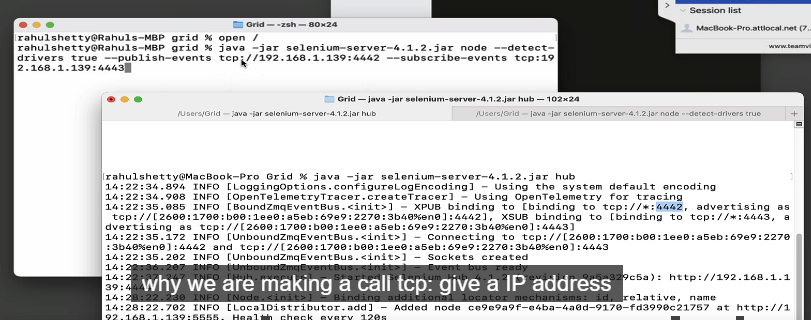 Grid — -zsh — 80×24
rahulshetty@Rahuls-MBP grid % open /
rahulshetty@Rahuls-MBP grid % java -jar selenium-server-4.1.2.jar node --detect-
drivers true --publish-events tcp://192.168.1.139:4442 --subscribe-events tcp:19
2.168.1.139:4443
Session list
MacBook-Pro.attlocal.net (7..
www.teamvi
Grid — java -jar selenium-server-4.1.2.jar hub — 102×24
/Users/Grid — java -jar selenium-server-4.1.2.jar hub
/Users/Grid — java -jar selenium-server-4.1.2.jar node --detect-drivers true
+
rahulshetty@MacBook-Pro Grid % java -jar selenium-server-4.1.2.jar hub
14:22:34.894 INFO [LoggingOptions.configureLogEncoding] - Using the system default encoding
14:22:34.908 INFO [OpenTelemetryTracer.createTracer] - Using OpenTelemetry for tracing
14:22:35.085 INFO [BoundZmqEventBus.<init>] - XPUB binding to [binding to tcp://*:4442, advertising as
tcp://[2600:1700:b00:1ee0:a5eb:69e9:2270:3b40%en0]:4442], XSUB binding to [binding to tcp://*:4443, a
dvertising as tcp://[2600:1700:b00:1ee0:a5eb:69e9:2270:3b40%en0]:4443]
14:22:35.172 INFO [UnboundZmqEventBus.<init>] - Connecting to tcp://[2600:1700:b00:1ee0:a5eb:69e9:2270
:3b40%en0]:4442 and tcp://[2600:1700:b00:1ee0:a5eb:69e9:2270:3b40%en0]:4443
14:22:35.202 INFO [UnboundZmqEventBus.<init>] - Sockets created
14:22:36.207 INFO [UnboundZmqEventBus.<init>] - Event bus ready
http://192.168.1.1
why we are making a call tcp: give a IP address
14:28:22.230 INFO [Node.<init>] - Binding additional locator mechanisms: id, relative, name
14:28:22.702 INFO [LocalDistributor.add] - Added node ce9e9a9f-e4ba-4a0d-9170-fd3990c21757 at http://1
92.168.1.139:5555. Health check every 120s